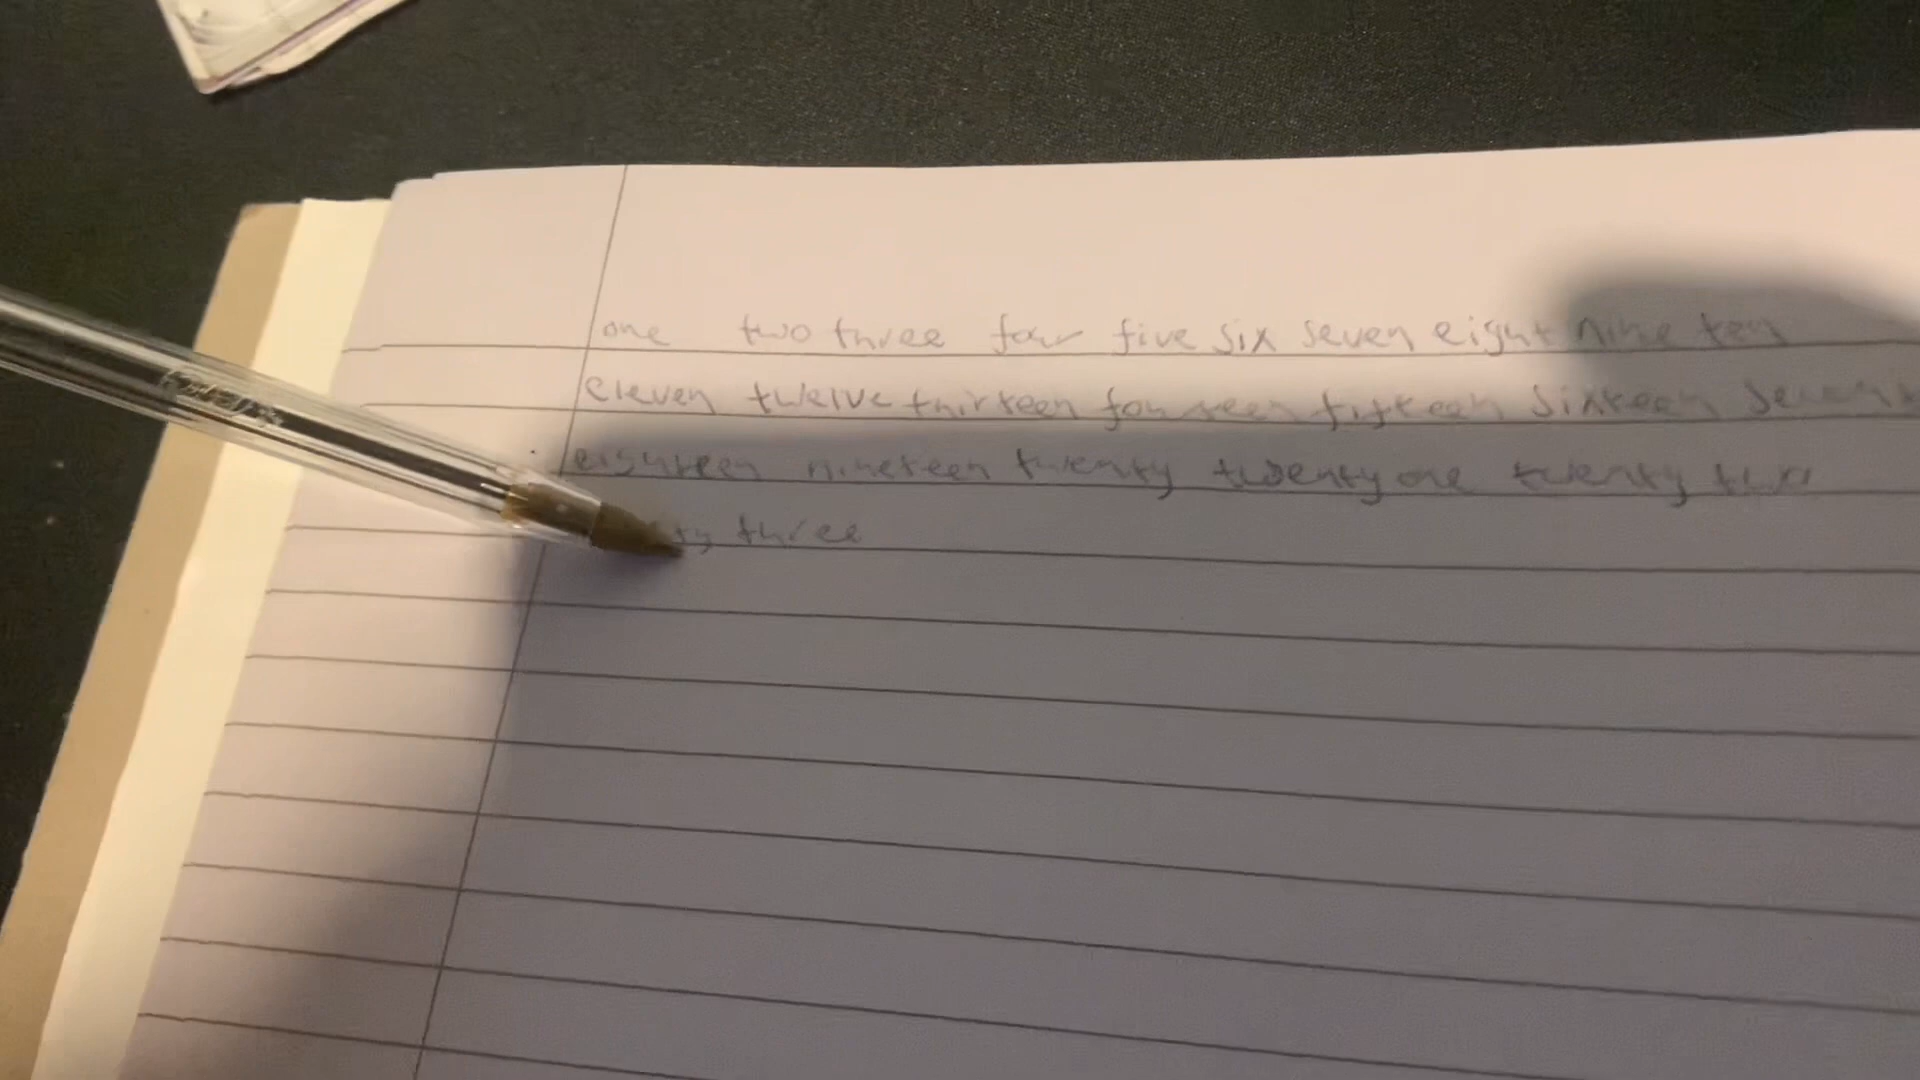 one two three four five six seven eight nine ten
eleven twelve thirteen fourteen fifteen sixteen
eighteen nineteen twenty twenty one twenty two
three